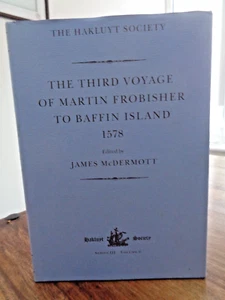 THE HAKLUYT SOCIETY
THE THIRD VOYAGE
OF MARTIN FROBISHER
TO BAFFIN ISLAND
1578
Edited by
JAMES McDERMOTT
Hakluyt Society